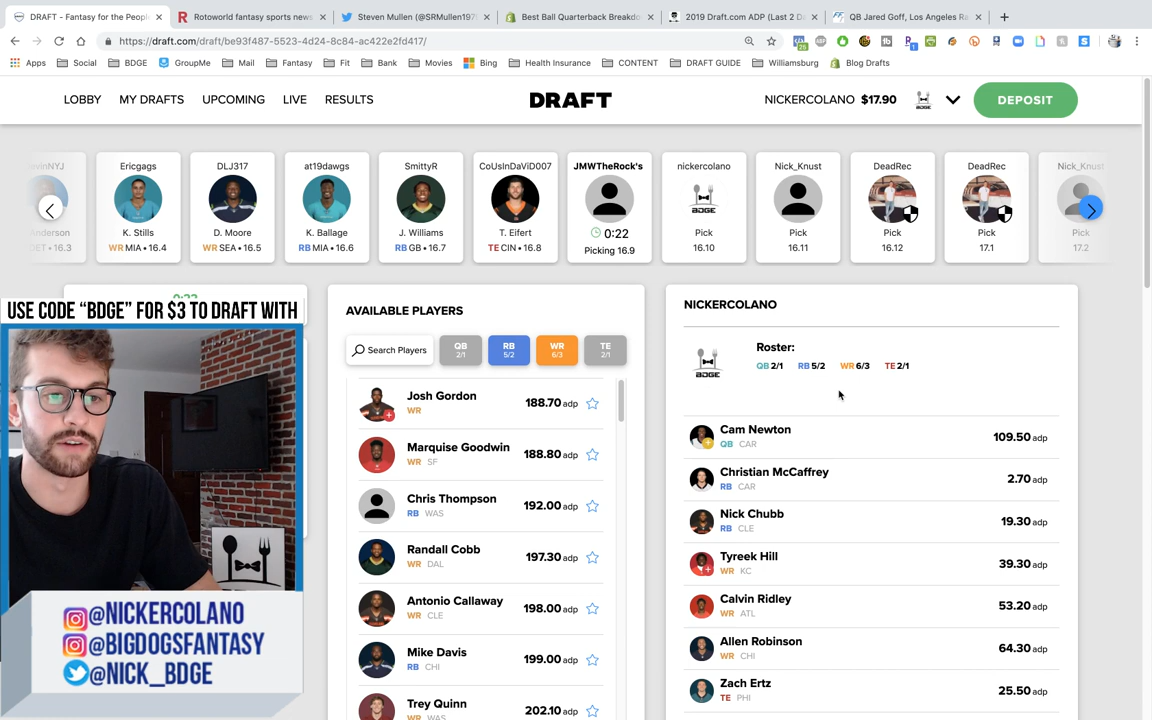 DRAFT - Fantasy for the People
Rotoworld fantasy sports news
Steven Mullen (@SRMullen197
Best Ball Quarterback Breakdo
2019 Draft.com ADP (Last 2 D
QB Jared Goff, Los Angeles Ra
https://draft.com/draft/be93f487-5523-4d24-8c84-ac422e2fd417/
Apps
Social
BDGE
GroupMe
Mail
Fantasy
Fit
Bank
Movies
Bing
Health Insurance
CONTENT
DRAFT GUIDE
Williamsburg
Blog Drafts
LOBBY
MY DRAFTS
UPCOMING
LIVE
RESULTS
DRAFT
NICKERCOLANO $17.90
BDGE
DEPOSIT
evinNYJ
Anderson
DET • 16.3
Ericgags
K. Stills
WR MIA • 16.4
DLJ317
D. Moore
WR SEA • 16.5
at19dawgs
K. Ballage
RB MIA • 16.6
SmittyR
J. Williams
RB GB • 16.7
CoUsInDaViD007
T. Eifert
TE CIN • 16.8
JMWTheRock's
0:22
Picking 16.9
nickercolano
BDGE
Pick
16.10
Nick_Knust
Pick
16.11
DeadRec
Pick
16.12
DeadRec
Pick
17.1
Nick_Knust
Pick
17.2
0:22
USE CODE "BDGE" FOR $3 TO DRAFT WITH
BDGE
@NICKERCOLANO
@BIGDOGSFANTASY
@NICK_BDGE
AVAILABLE PLAYERS
Search Players
QB
2/1
RB
5/2
WR
6/3
TE
2/1
Josh Gordon
WR
188.70 adp
Marquise Goodwin
WR SF
188.80 adp
Chris Thompson
RB WAS
192.00 adp
Randall Cobb
WR DAL
197.30 adp
Antonio Callaway
WR CLE
198.00 adp
Mike Davis
RB CHI
199.00 adp
Trey Quinn
WR WAS
202.10 adp
NICKERCOLANO
BDGE
Roster:
QB 2/1 RB 5/2 WR 6/3 TE 2/1
Cam Newton
QB CAR
109.50 adp
Christian McCaffrey
RB CAR
2.70 adp
Nick Chubb
RB CLE
19.30 adp
Tyreek Hill
WR KC
39.30 adp
Calvin Ridley
WR ATL
53.20 adp
Allen Robinson
WR CHI
64.30 adp
Zach Ertz
TE PHI
25.50 adp